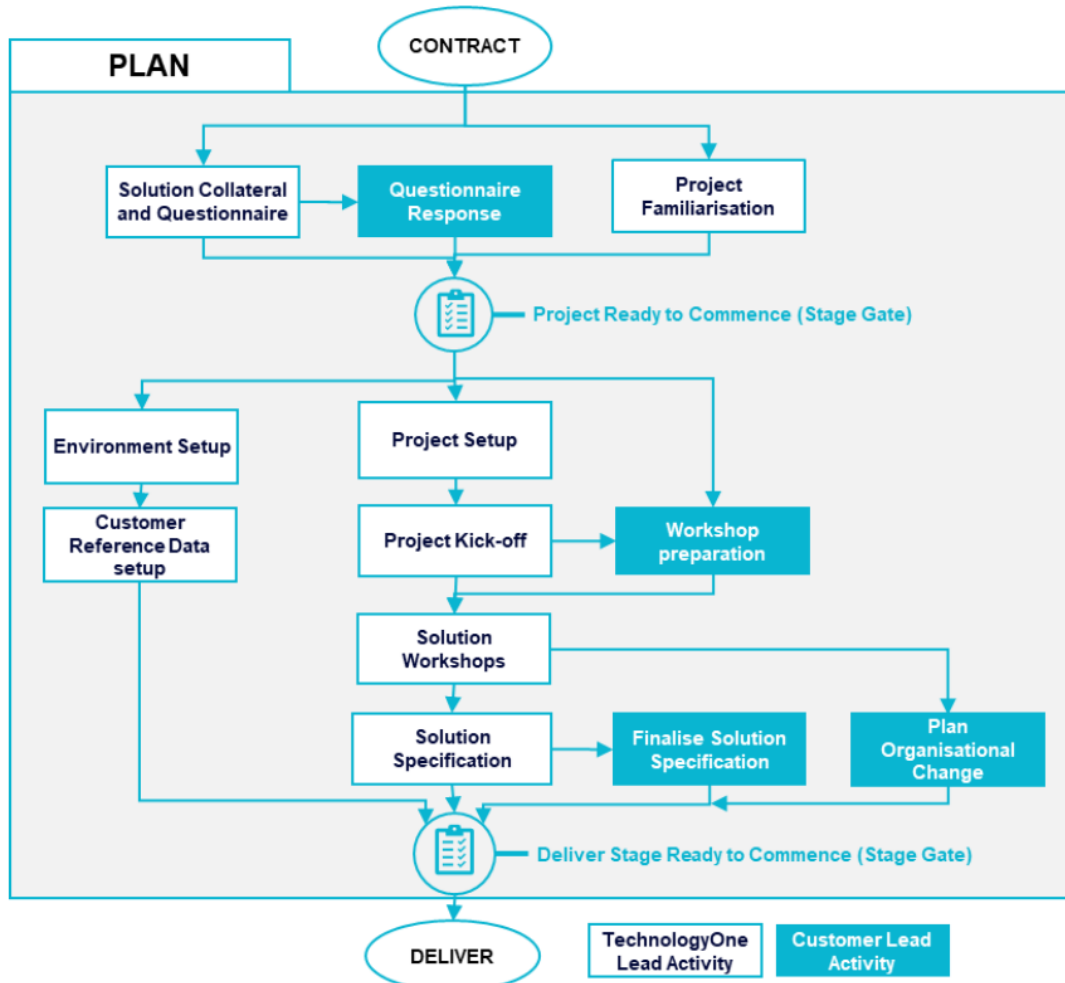 CONTRACT
PLAN
Solution Collateral
and Questionnaire
Questionnaire
Response
Project
Familiarisation
Project Ready to Commence (Stage Gate)
Environment Setup
Project Setup
Customer
Reference Data
setup
Project Kick-off
Workshop
preparation
Solution
Workshops
Solution
Specification
Finalise Solution
Specification
Plan
Organisational
Change
Deliver Stage Ready to Commence (Stage Gate)
DELIVER
TechnologyOne
Lead Activity
Customer Lead
Activity